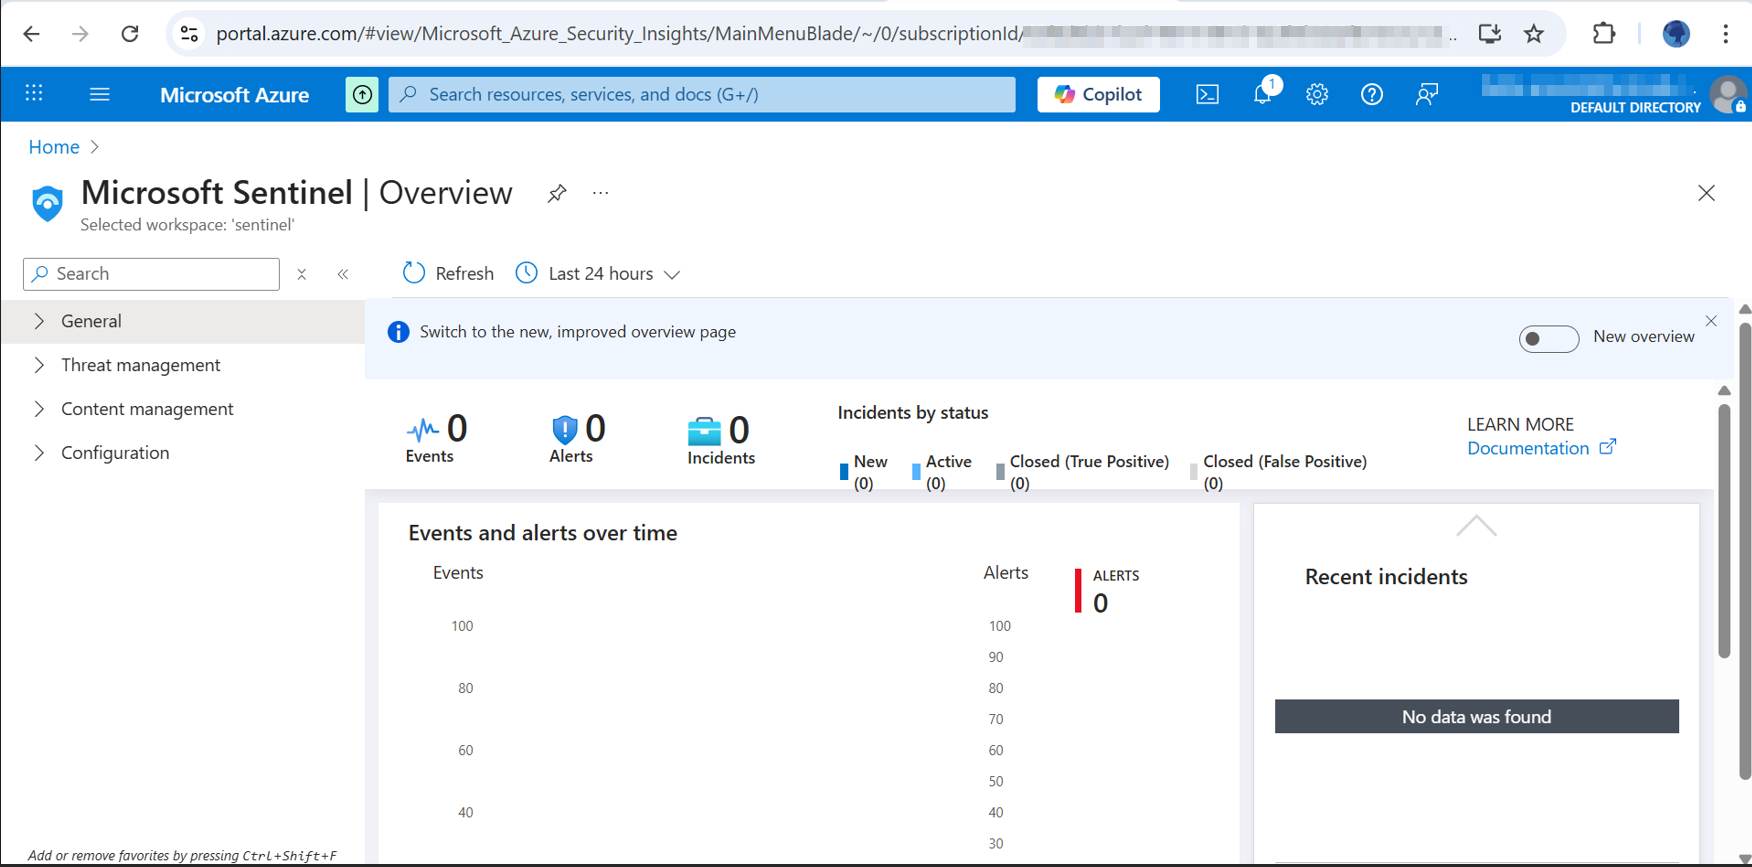 portal.azure.com/#view/Microsoft_Azure_Security_Insights/MainMenuBlade/~/0/subscriptionId/
Microsoft Azure
Search resources, services, and docs (G+/)
Copilot
1
DEFAULT DIRECTORY
Home
Microsoft Sentinel | Overview
Selected workspace: 'sentinel'
Search
Refresh
Last 24 hours
General
Threat management
Content management
Configuration
Add or remove favorites by pressing Ctrl+Shift+F
Switch to the new, improved overview page
New overview
0
Events
0
Alerts
0
Incidents
Incidents by status
New
(0)
Active
(0)
Closed (True Positive)
(0)
Closed (False Positive)
(0)
LEARN MORE
Documentation
Events and alerts over time
Events
100
80
60
40
Alerts
100
90
80
70
60
50
40
30
ALERTS
0
Recent incidents
No data was found